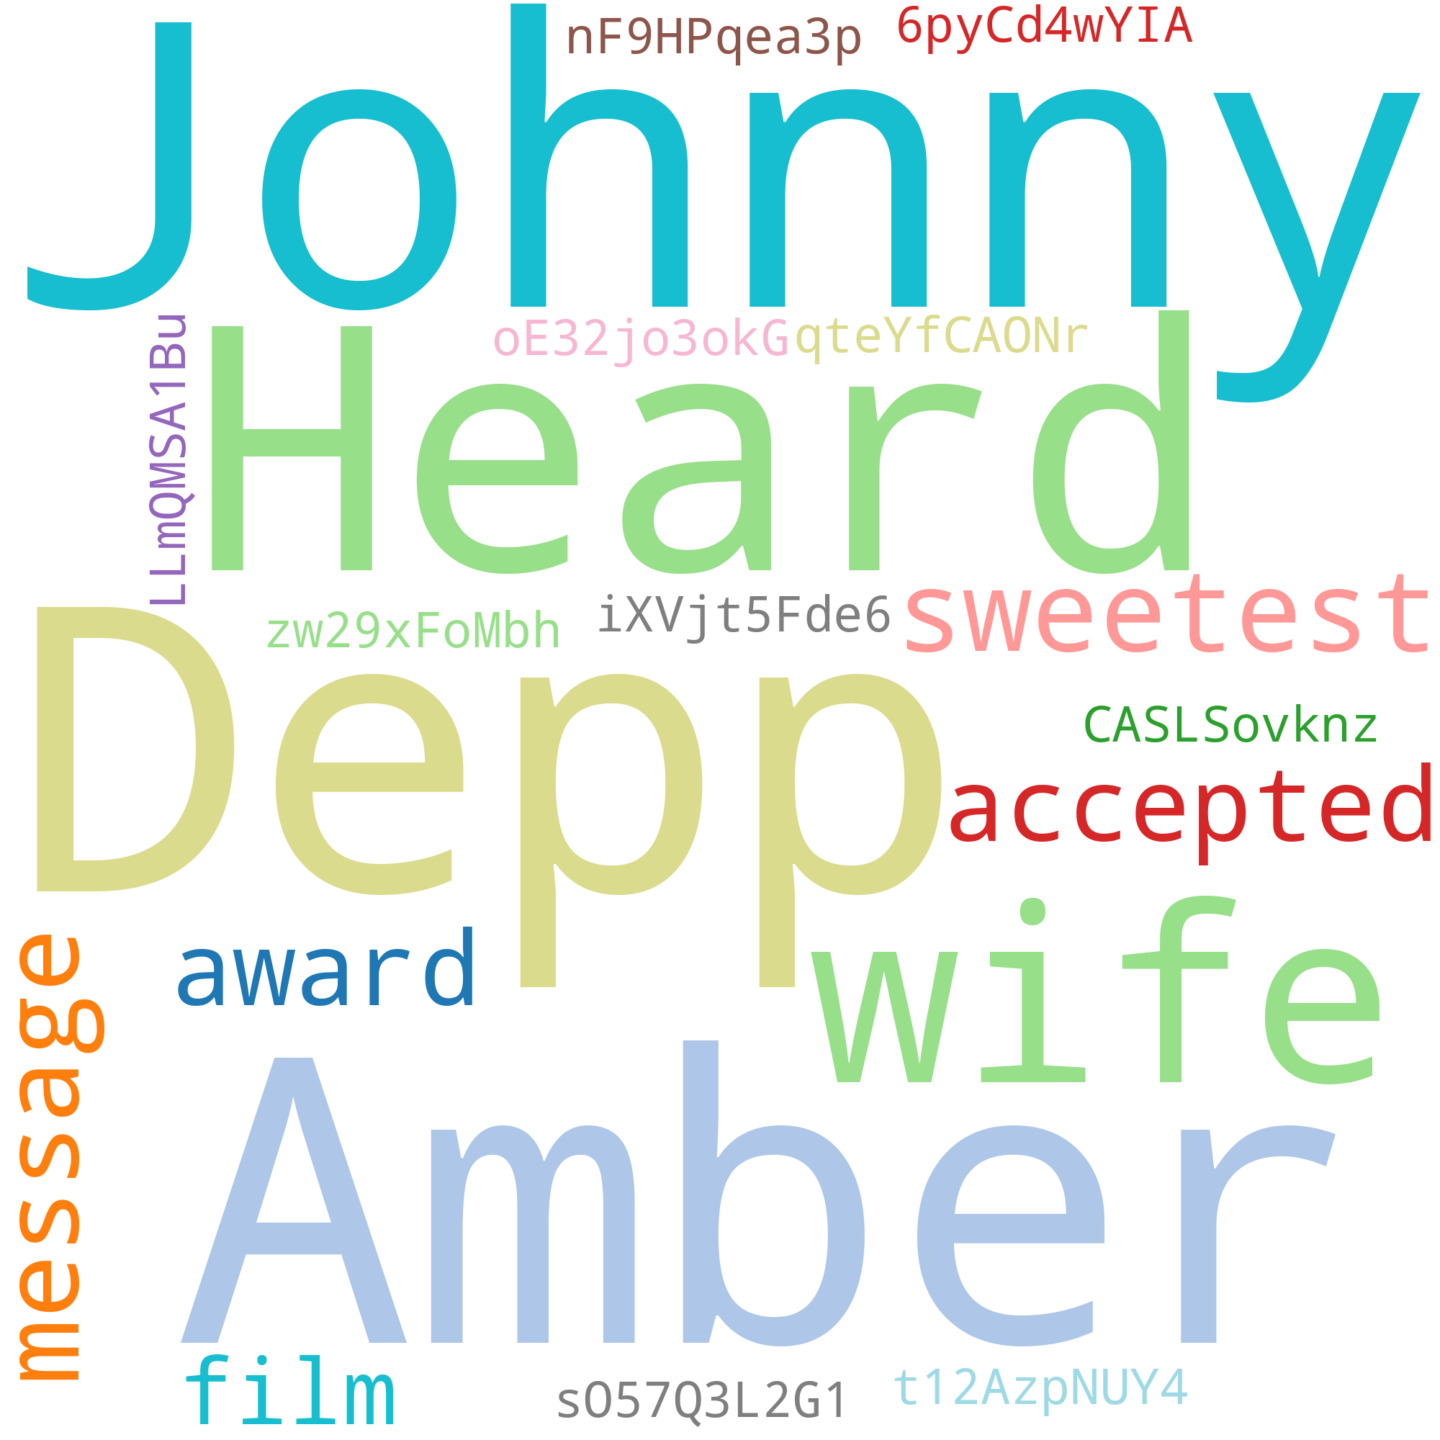 nF9HPqea3p 6pyCd4wYIA
Johnny
LLmQMSA1Bu
oE32jo3okG qteYfCAONr
Heard
zw29xFoMbh iXVjt5Fde6 sweetest
Depp
CASLSovknz
accepted
message
award
wife
Amber
film
sO57Q3L2G1 t12AzpNUY4